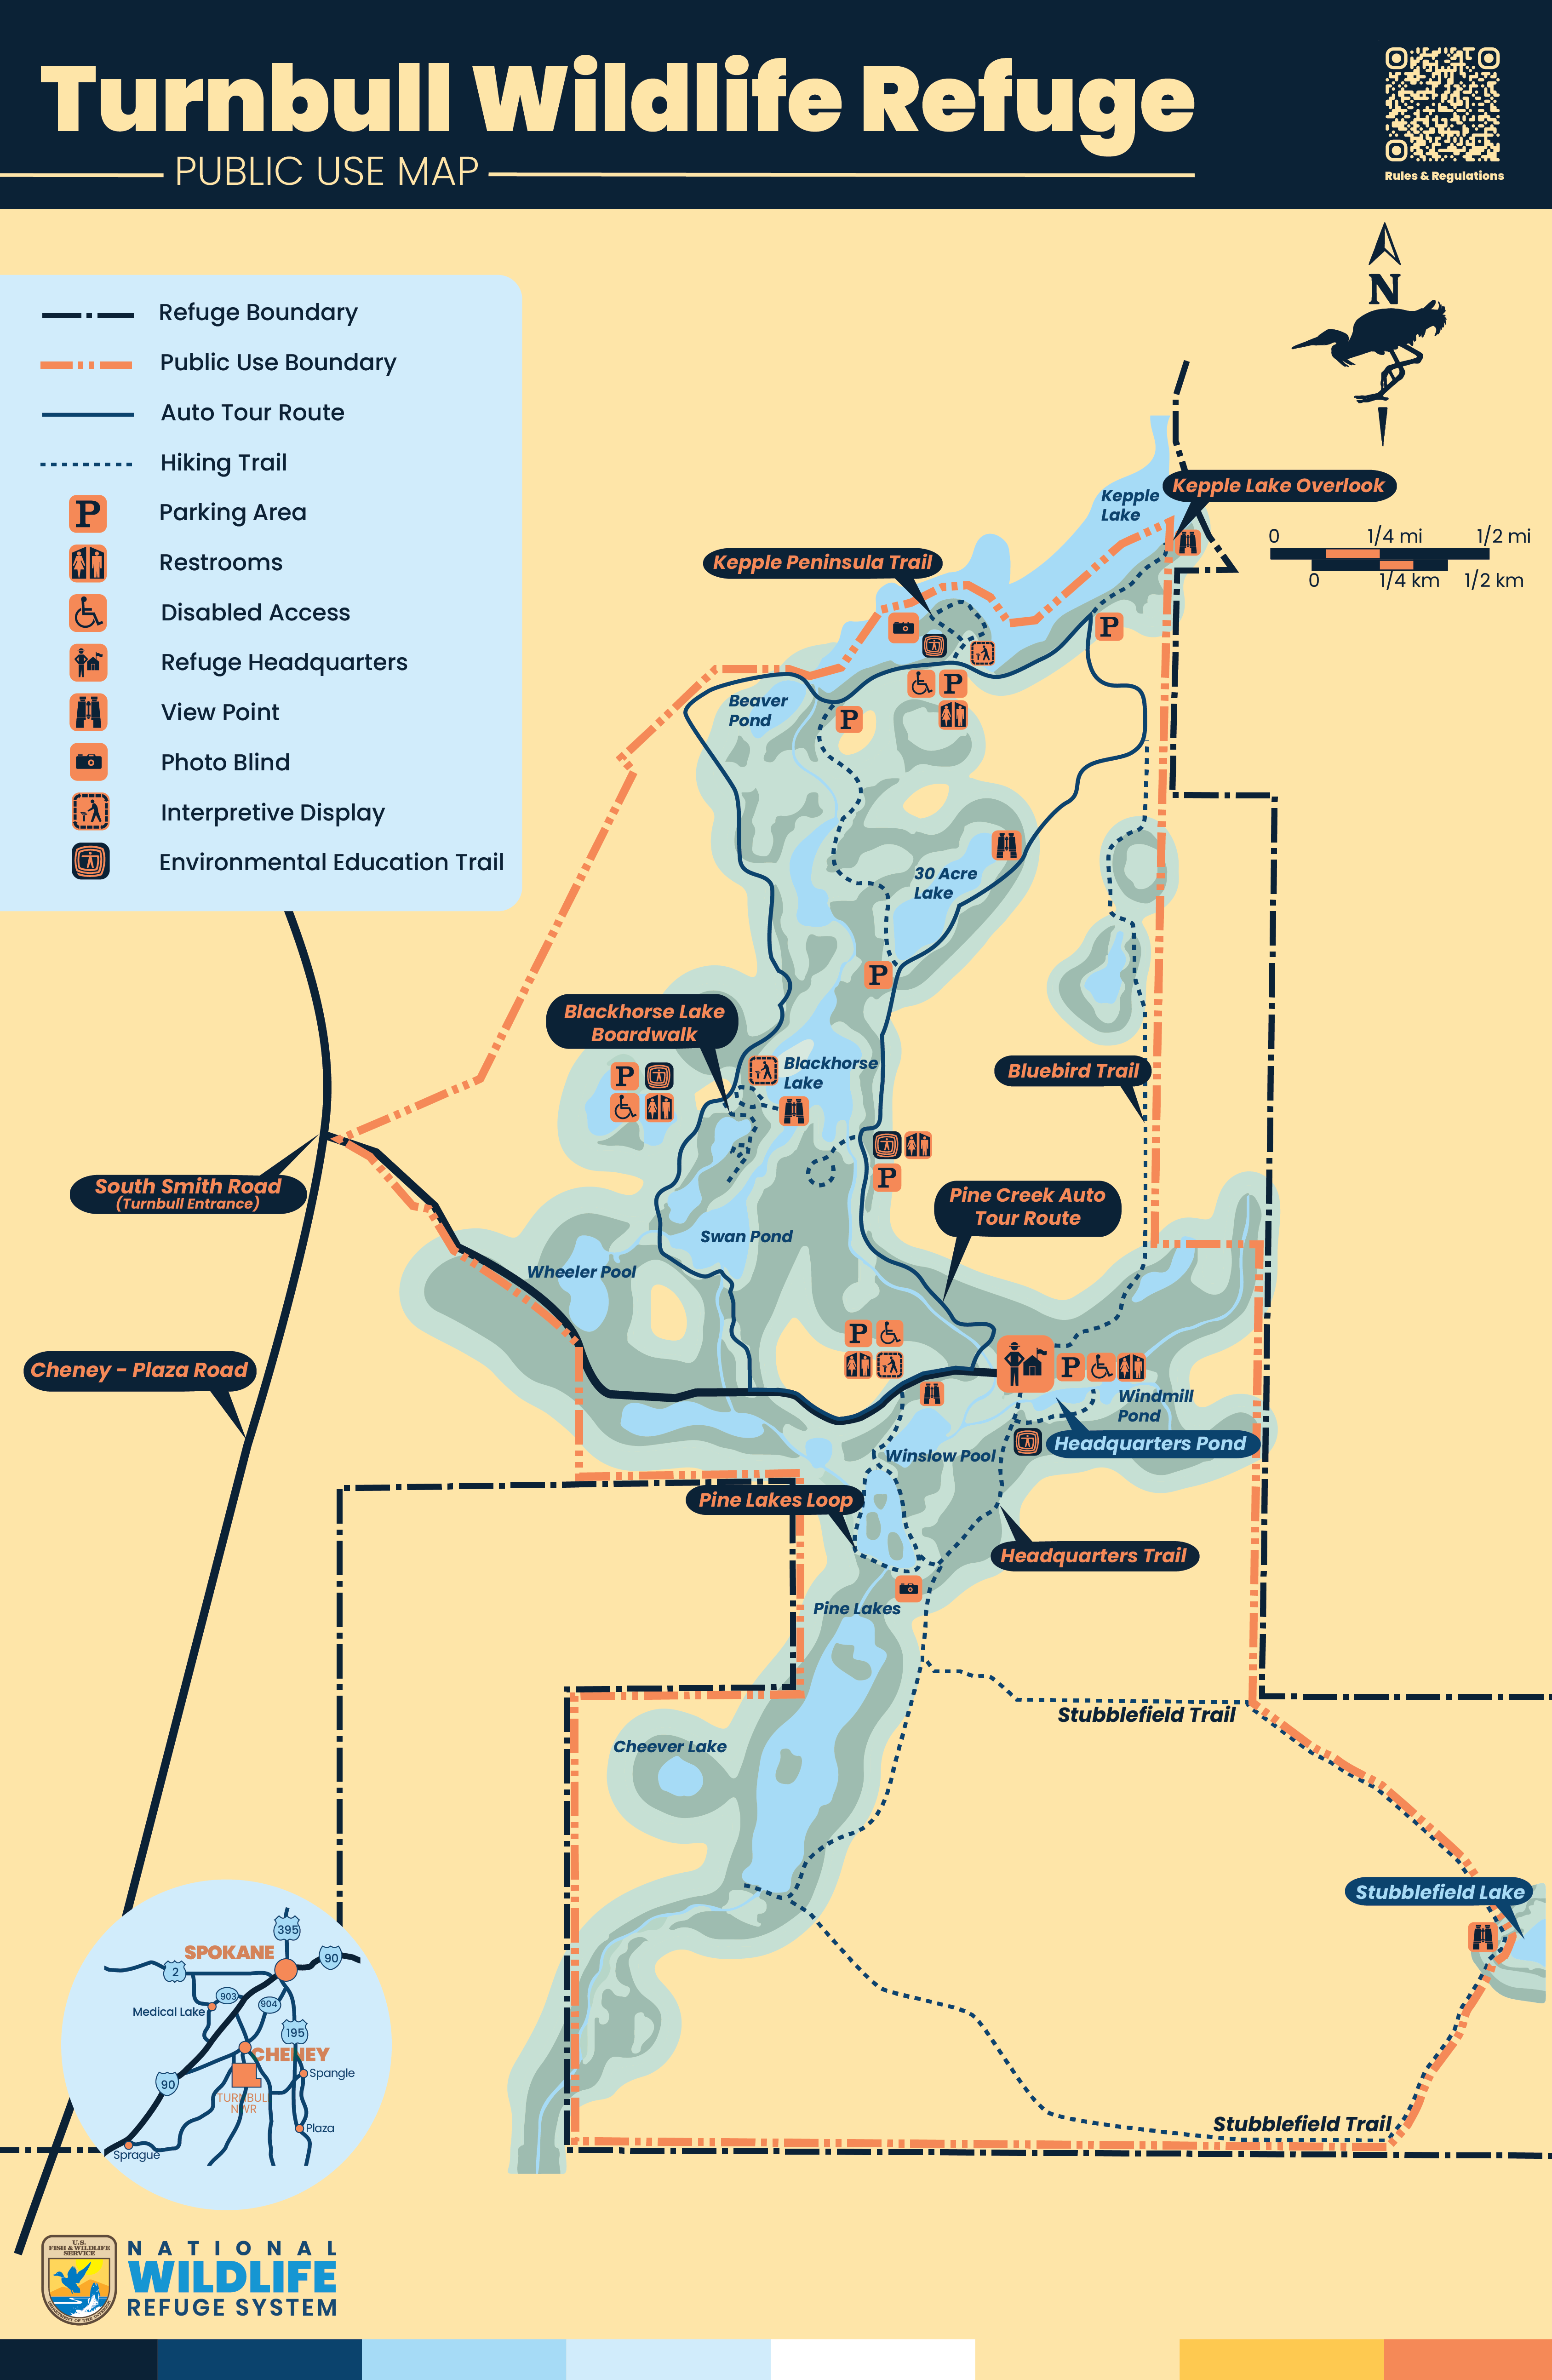 Turnbull Wildlife Refuge
PUBLIC USE MAP
Rules & Regulations
Refuge Boundary
Public Use Boundary
Auto Tour Route
Hiking Trail
P
Parking Area
Restrooms
Disabled Access
Refuge Headquarters
View Point
Photo Blind
Interpretive Display
Environmental Education Trail
N
Kepple Lake Overlook
Kepple
Lake
0 1/4 mi 1/2 mi
0 1/4 km 1/2 km
Kepple Peninsula Trail
P
P
P
Beaver
Pond
30 Acre
Lake
P
Blackhorse Lake
Boardwalk
Blackhorse
Lake
P
Bluebird Trail
P
South Smith Road
(Turnbull Entrance)
Pine Creek Auto
Tour Route
Swan Pond
Wheeler Pool
P
P
Cheney - Plaza Road
Windmill
Pond
Headquarters Pond
Winslow Pool
Pine Lakes Loop
Headquarters Trail
Pine Lakes
Stubblefield Trail
Cheever Lake
Stubblefield Lake
Stubblefield Trail
395
SPOKANE
90
2
903
904
Medical Lake
195
CHENEY
Spangle
90
TURNBULL
NWR
Plaza
Sprague
U.S.
FISH & WILDLIFE
SERVICE
DEPARTMENT OF THE INTERIOR
NATIONAL
WILDLIFE
REFUGE SYSTEM